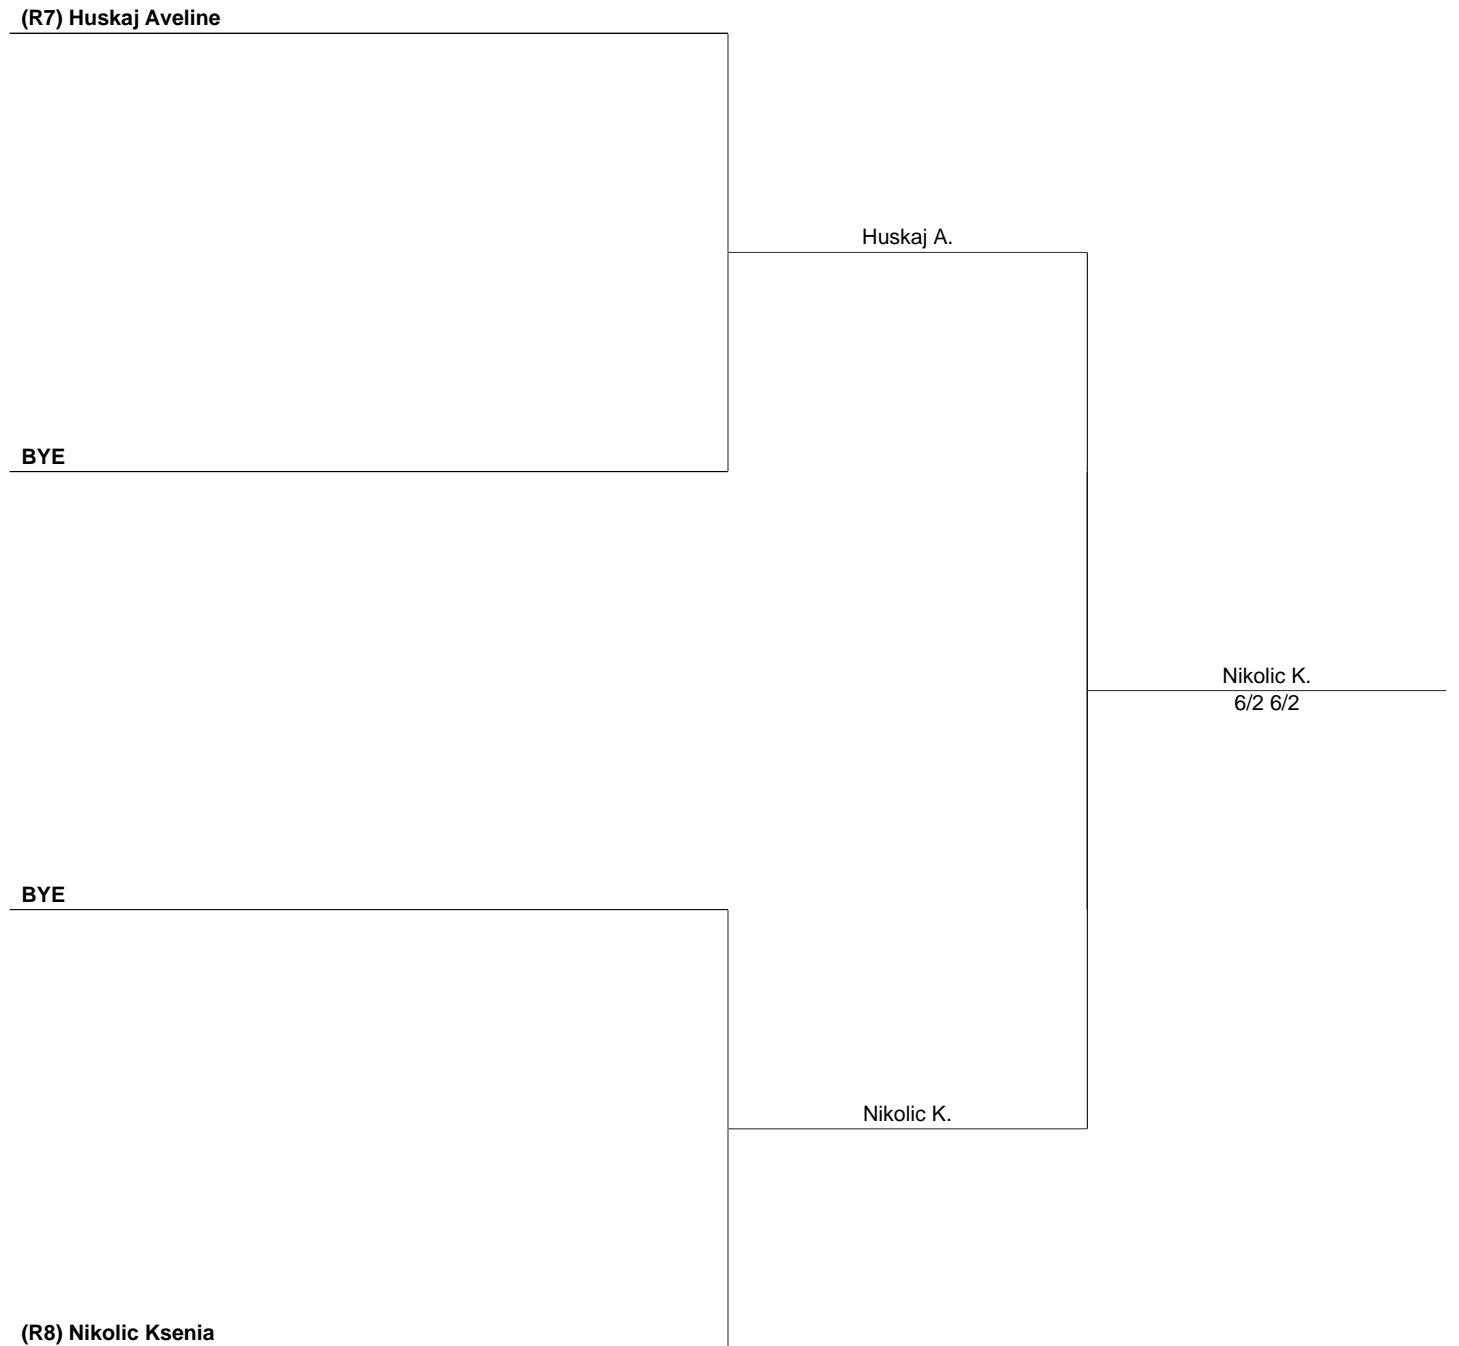 (R7) Huskaj Aveline
Huskaj A.
BYE
Nikolic K.
6/2 6/2
BYE
Nikolic K.
(R8) Nikolic Ksenia